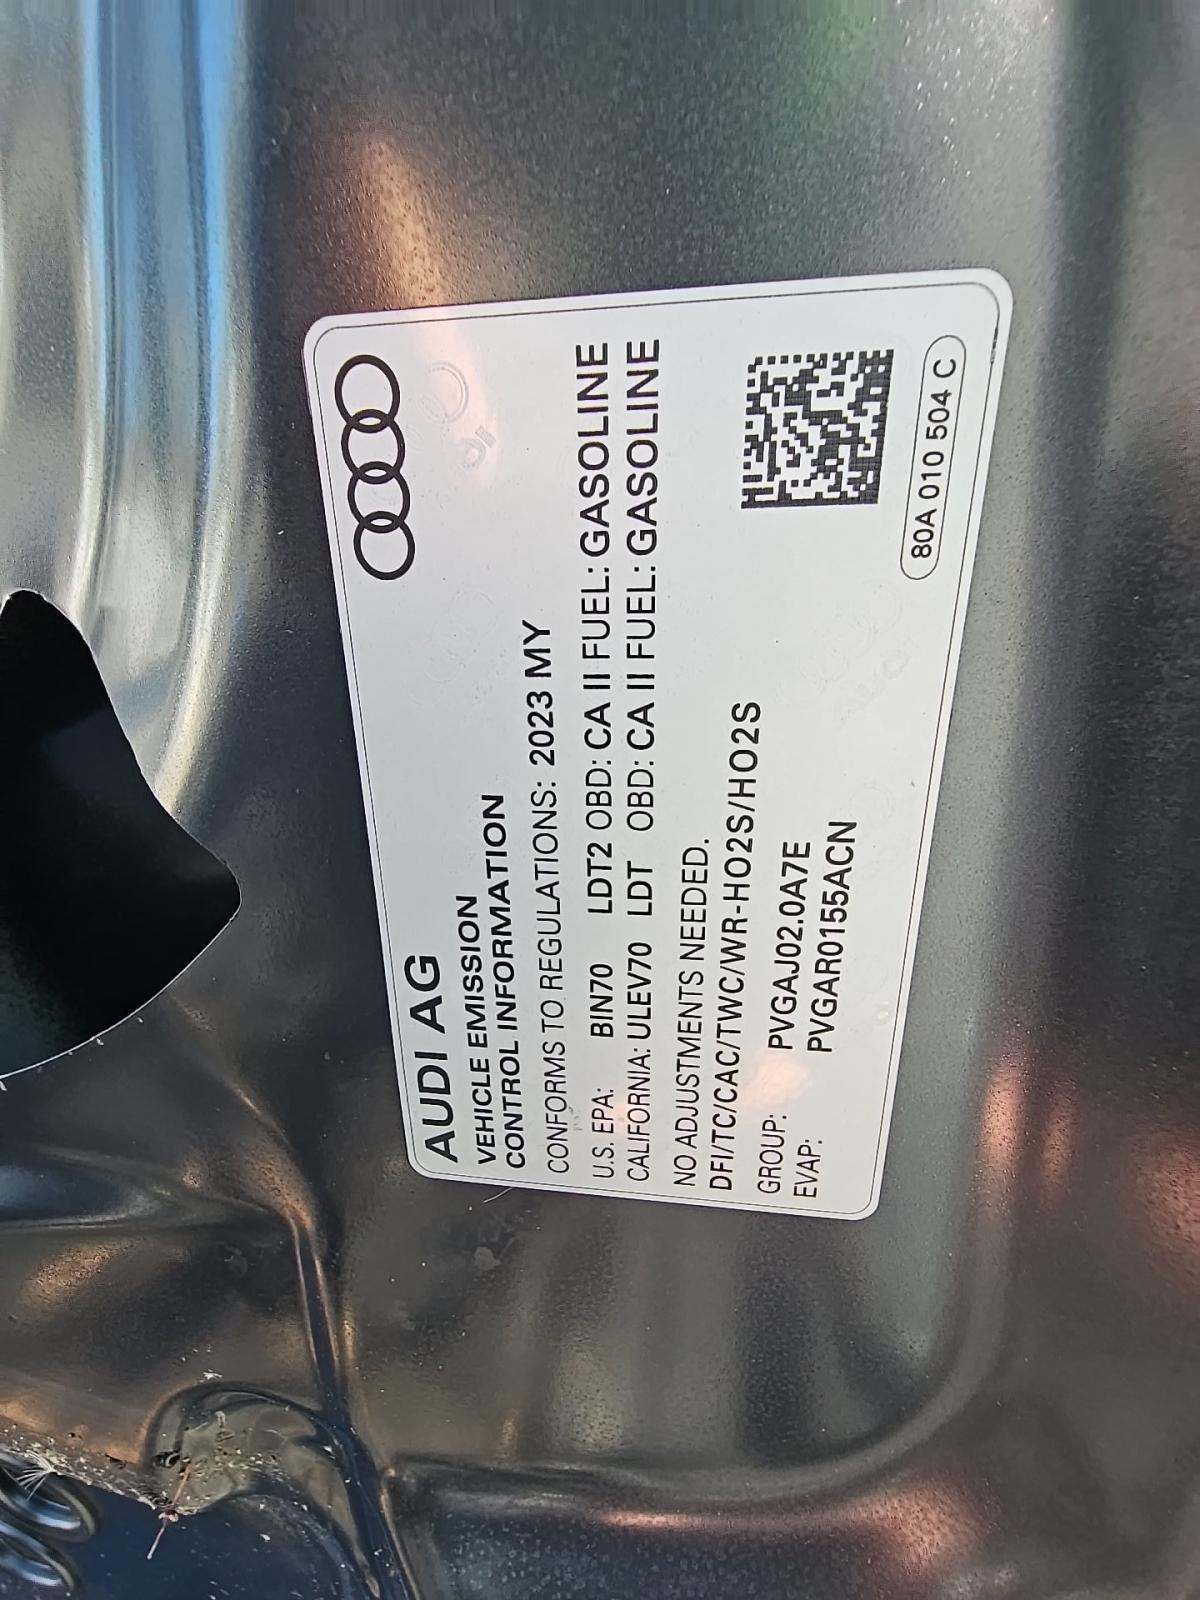 AUDI AG
VEHICLE EMISSION
CONTROL INFORMATION
CONFORMS TO REGULATIONS: 2023 MY
U.S. EPA: BIN70 LDT2 OBD: CA II FUEL: GASOLINE
CALIFORNIA: ULEV70 LDT OBD: CA II FUEL: GASOLINE
NO ADJUSTMENTS NEEDED.
DFI/TC/CAC/TWC/WR-HO2S/HO2S
GROUP: PVGAJ02.0A7E
EVAP: PVGAR0155ACN
80A 010 504 C